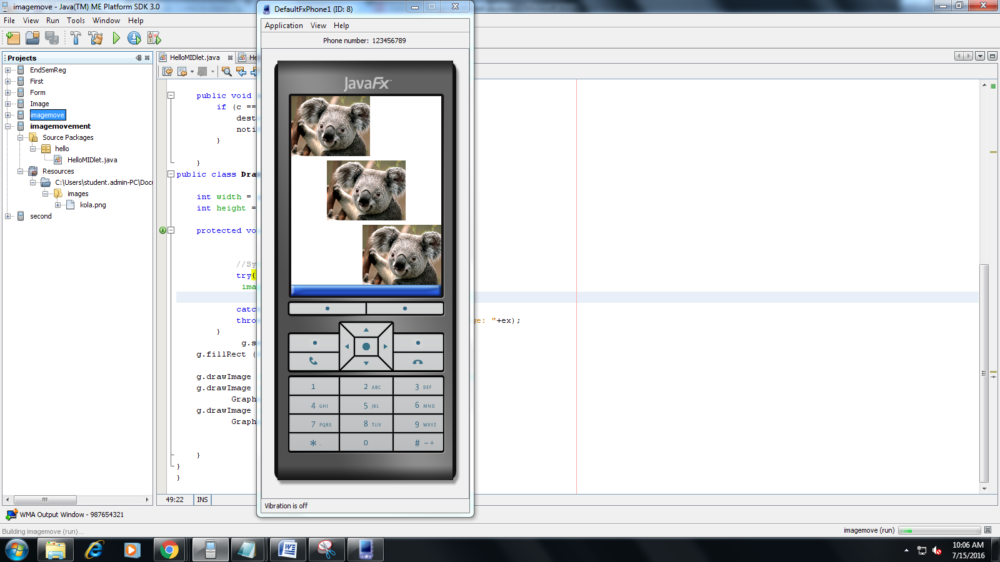 imagemove - Java(TM) ME Platform SDK 3.0
File View Run Tools Window Help
Projects
EndSemReg
First
Form
Image
imagemove
imagemovement
Source Packages
hello
HelloMIDlet.java
Resources
C:\Users\student.admin-PC\Docu
images
kola.png
second
HelloMIDlet.java
He
public void
if (c ==
dest
noti
}
}
public class Dra
int width =
int height =
protected vo
//Sy
try{
ima
catc
thro
ge: "+ex);
}
g.s
g.fillRect (
g.drawImage
g.drawImage
Graph
g.drawImage
Graph
}
}
}
49:22 INS
DefaultFxPhone1 (ID: 8)
Application View Help
Phone number: 123456789
JavaFx
1 2 ABC 3 DEF
4 GHI 5 JKL 6 MNO
7 PQRS 8 TUV 9 WXYZ
* . 0 # -+
Vibration is off
WMA Output Window - 987654321
Building imagemove (run)...
imagemove (run)
10:06 AM
7/15/2016